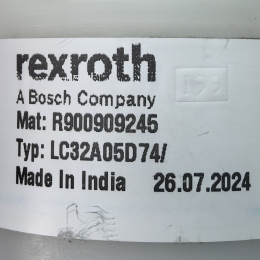 rexroth
A Bosch Company
Mat: R900909245
Typ: LC32A05D74/
Made In India 26.07.2024